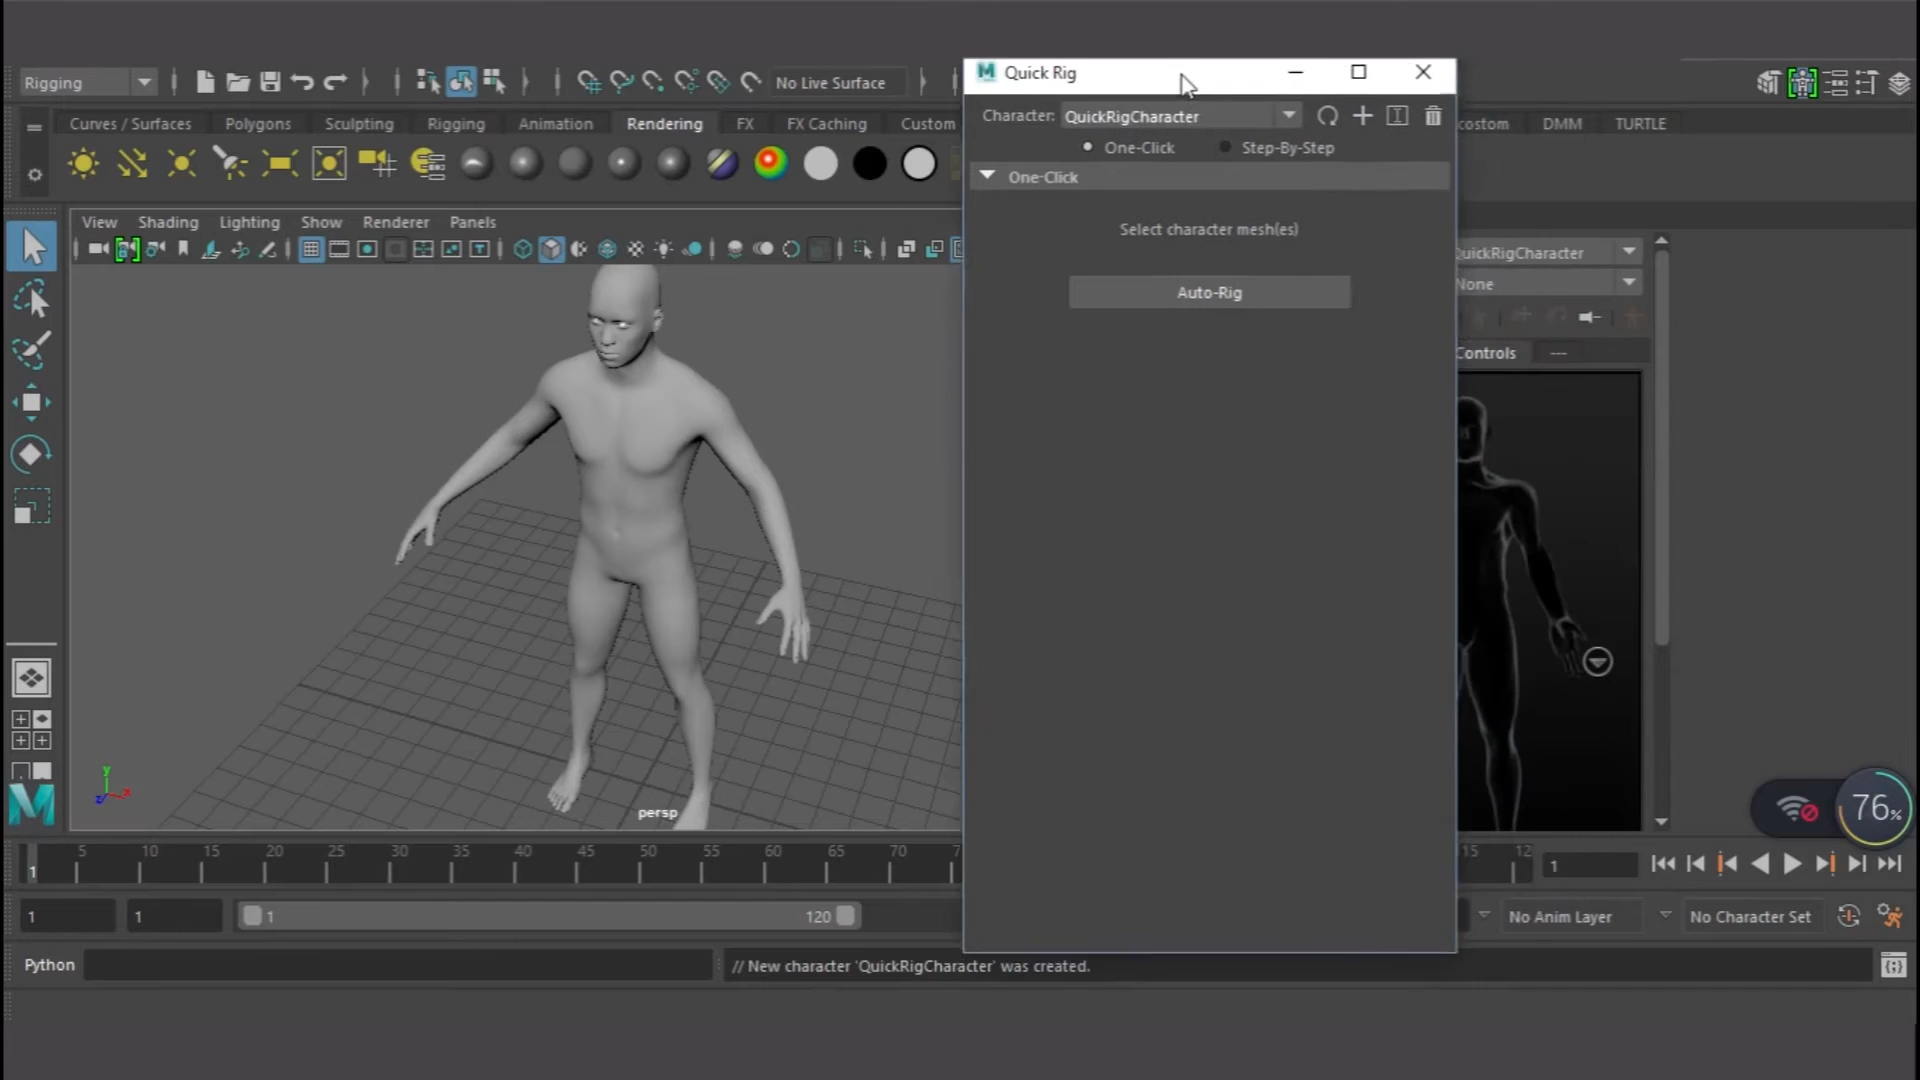 Quick Rig
Rigging
No Live Surface
Character: QuickRigCharacter
Curves / Surfaces Polygons Sculpting Rigging Animation Rendering FX FX Caching Custom
DMM TURTLE
One-Click Step-By-Step
One-Click
View Shading Lighting Show Renderer Panels
Select character mesh(es)
Auto-Rig
QuickRigCharacter
None
Controls ---
y
x
z
persp
M
76%
5 10 15 20 25 30 35 40 45 50 55 60 65 70 7 15 12
1
1
1 1 1 120
No Anim Layer No Character Set
Python // New character 'QuickRigCharacter' was created.